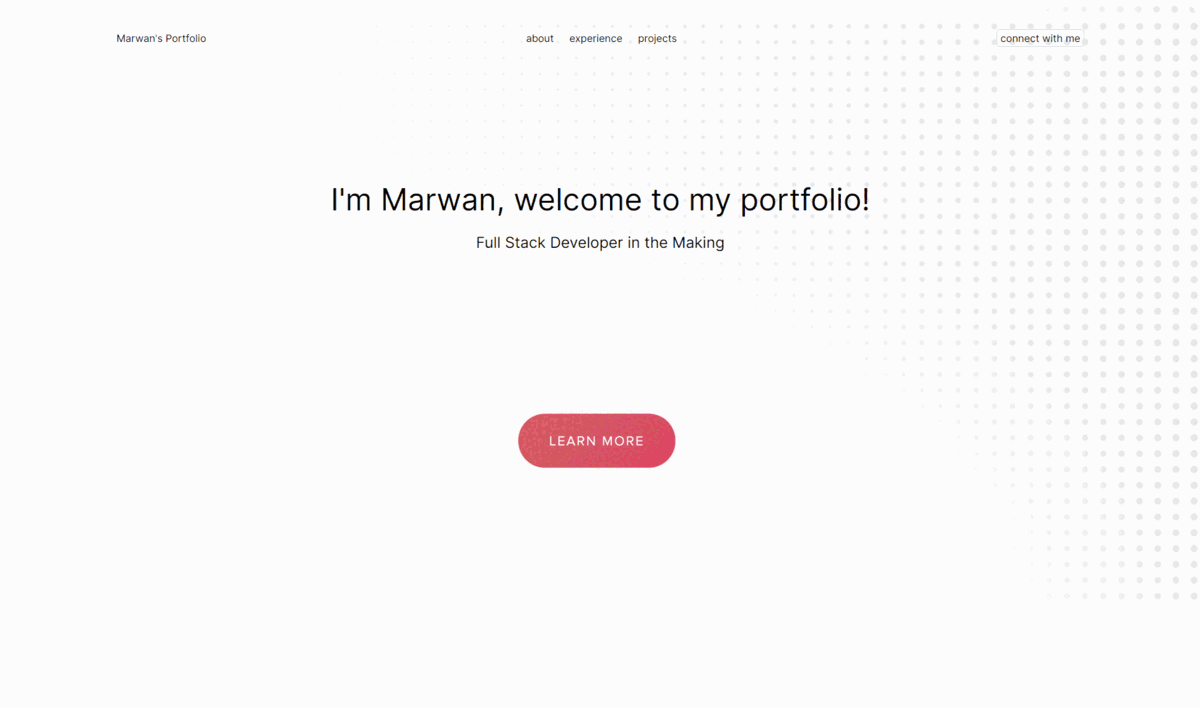 Marwan's Portfolio
about experience projects
connect with me
I'm Marwan, welcome to my portfolio!
Full Stack Developer in the Making
LEARN MORE